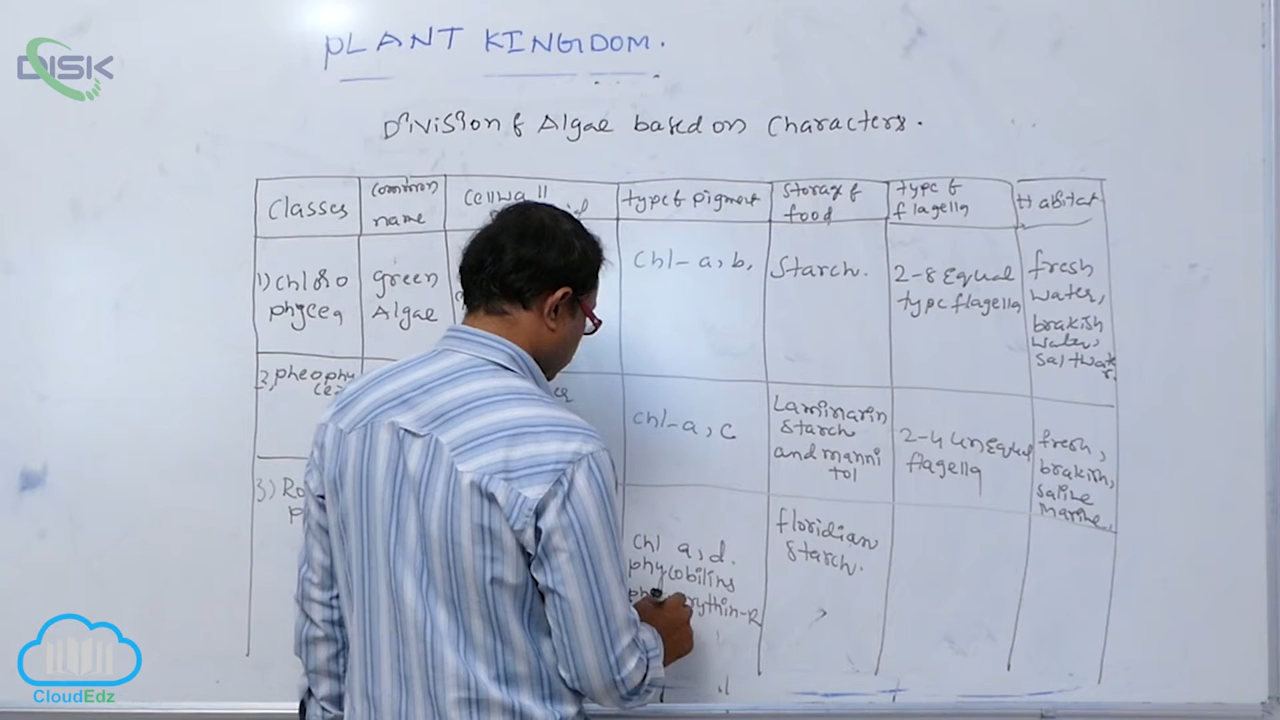 DISK
PLANT KINGDOM.
Division of Algae based on characters.
Classes
Common
name
Cellwall
type of pigment
Storage of
food
type of
flagella
Habitat
1) chloro
phycea
green
Algae
chl-a, b,
Starch.
2-8 Equal
type flagella
fresh
water,
brakish
water,
saltwater.
2, pheophy
chl-a, c
Laminarin
starch
and manni
tol
2-4 unEqual
flagella
fresh,
brakish,
saline
marine.
3) Ro
p
chl a, d.
phycobilins
floridian
starch.
CloudEdz